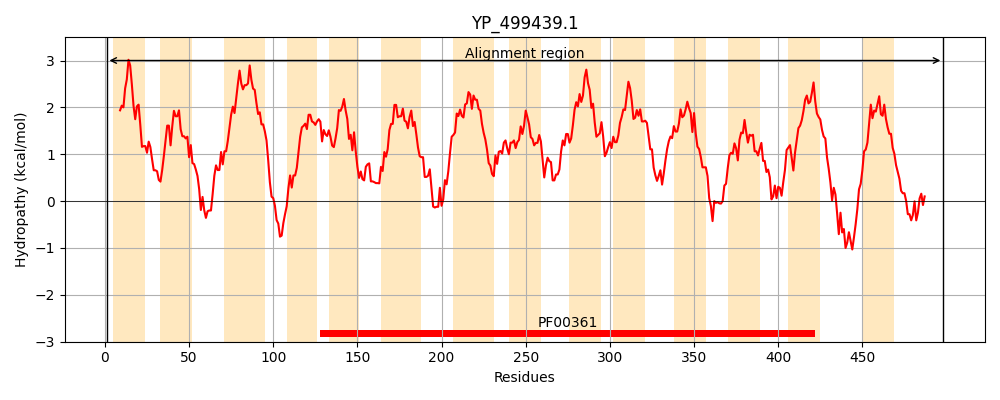 YP_499439.1
Alignment region
3
2
1
0
−1
−2
−3
Hydropathy (kcal/mol)
PF00361
0 50 100 150 200 250 300 350 400 450
Residues